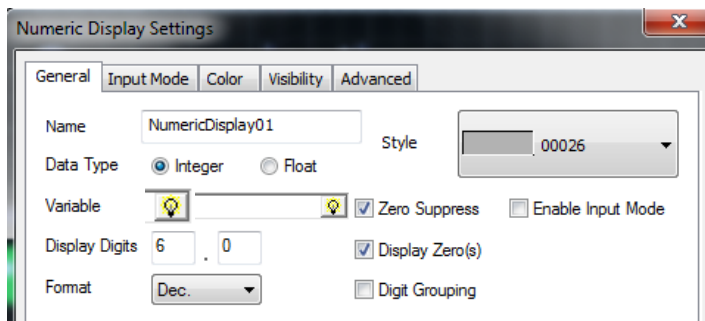 Numeric Display Settings
x
General Input Mode Color Visibility Advanced
Name NumericDisplay01 Style 00026
Data Type Integer Float
Variable Zero Suppress Enable Input Mode
Display Digits 6 . 0 Display Zero(s)
Format Dec. Digit Grouping